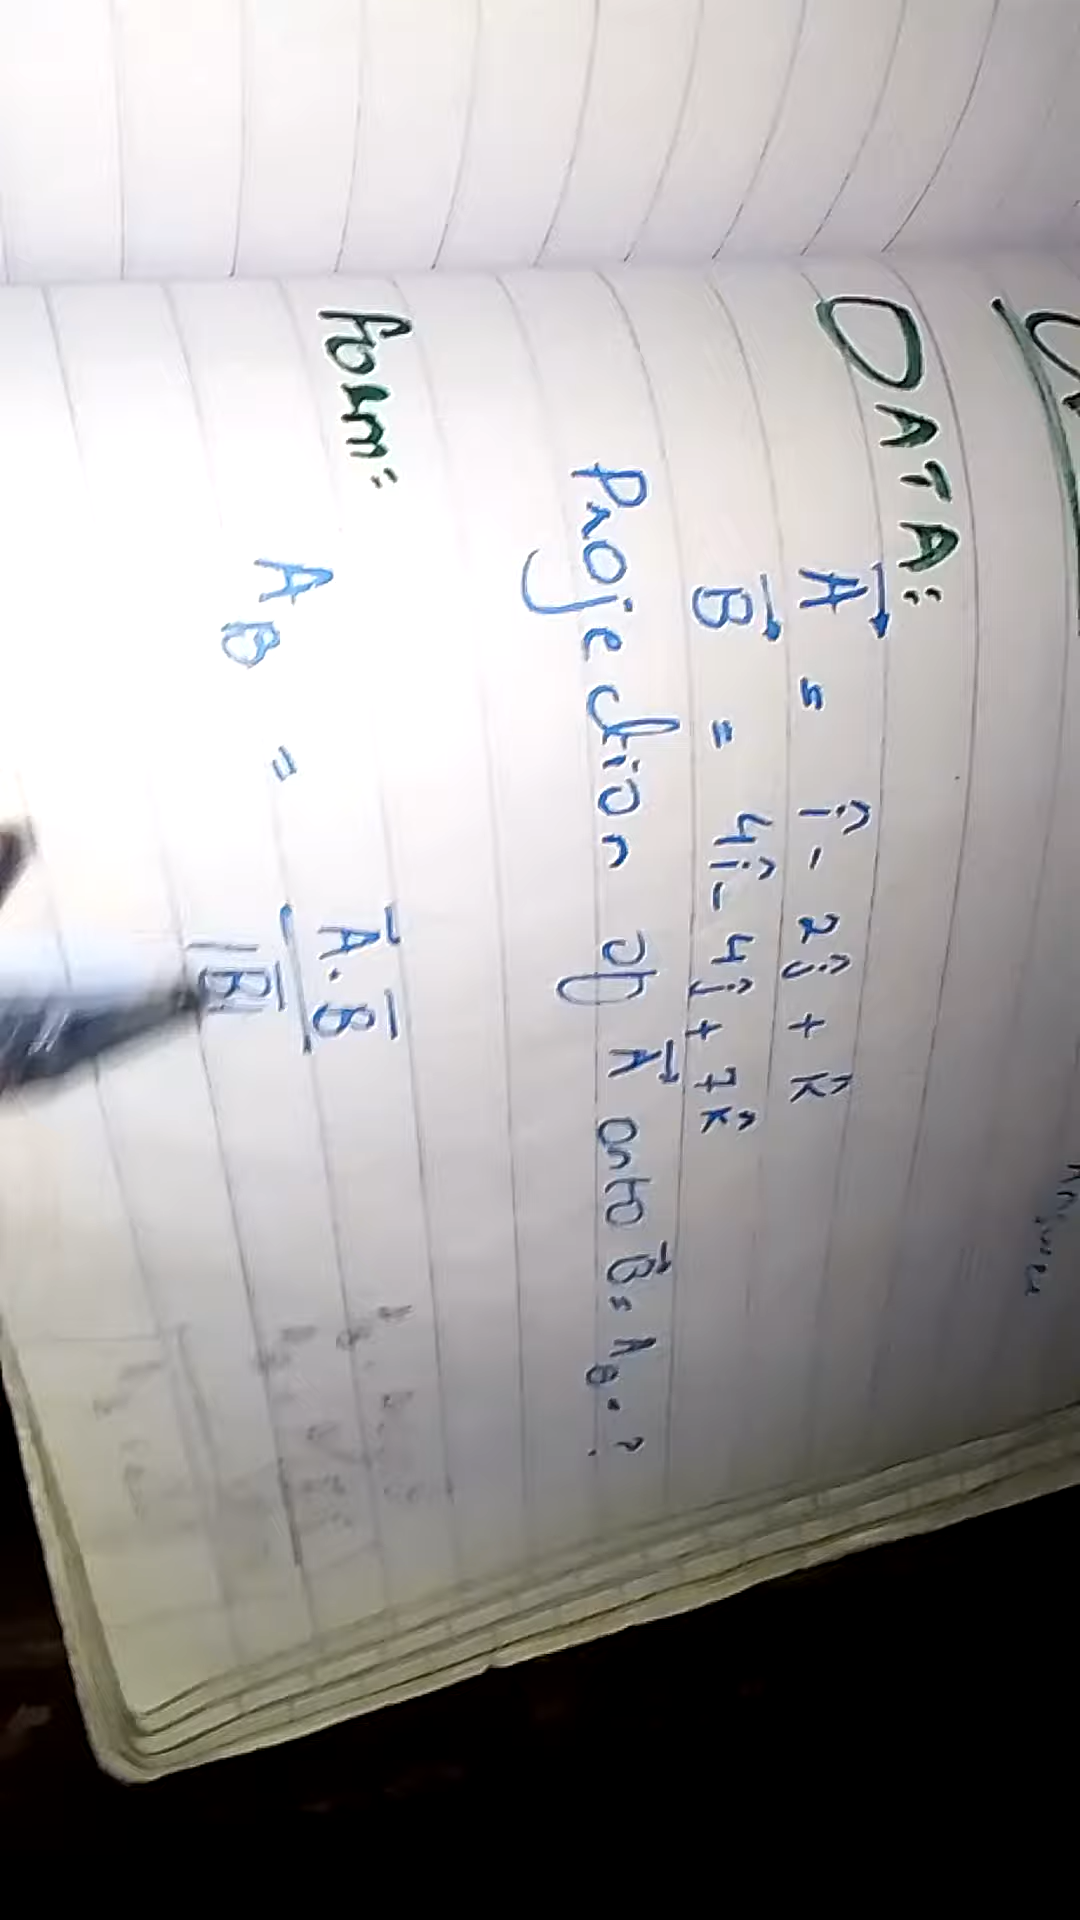 DATA:
A⃗ = î - 2ĵ + k̂
B⃗ = 4î - 4ĵ + 7k̂
Projection of A⃗ onto B⃗ = A_B = ?
Form:
A_B = A̅.B̅
|B̅|